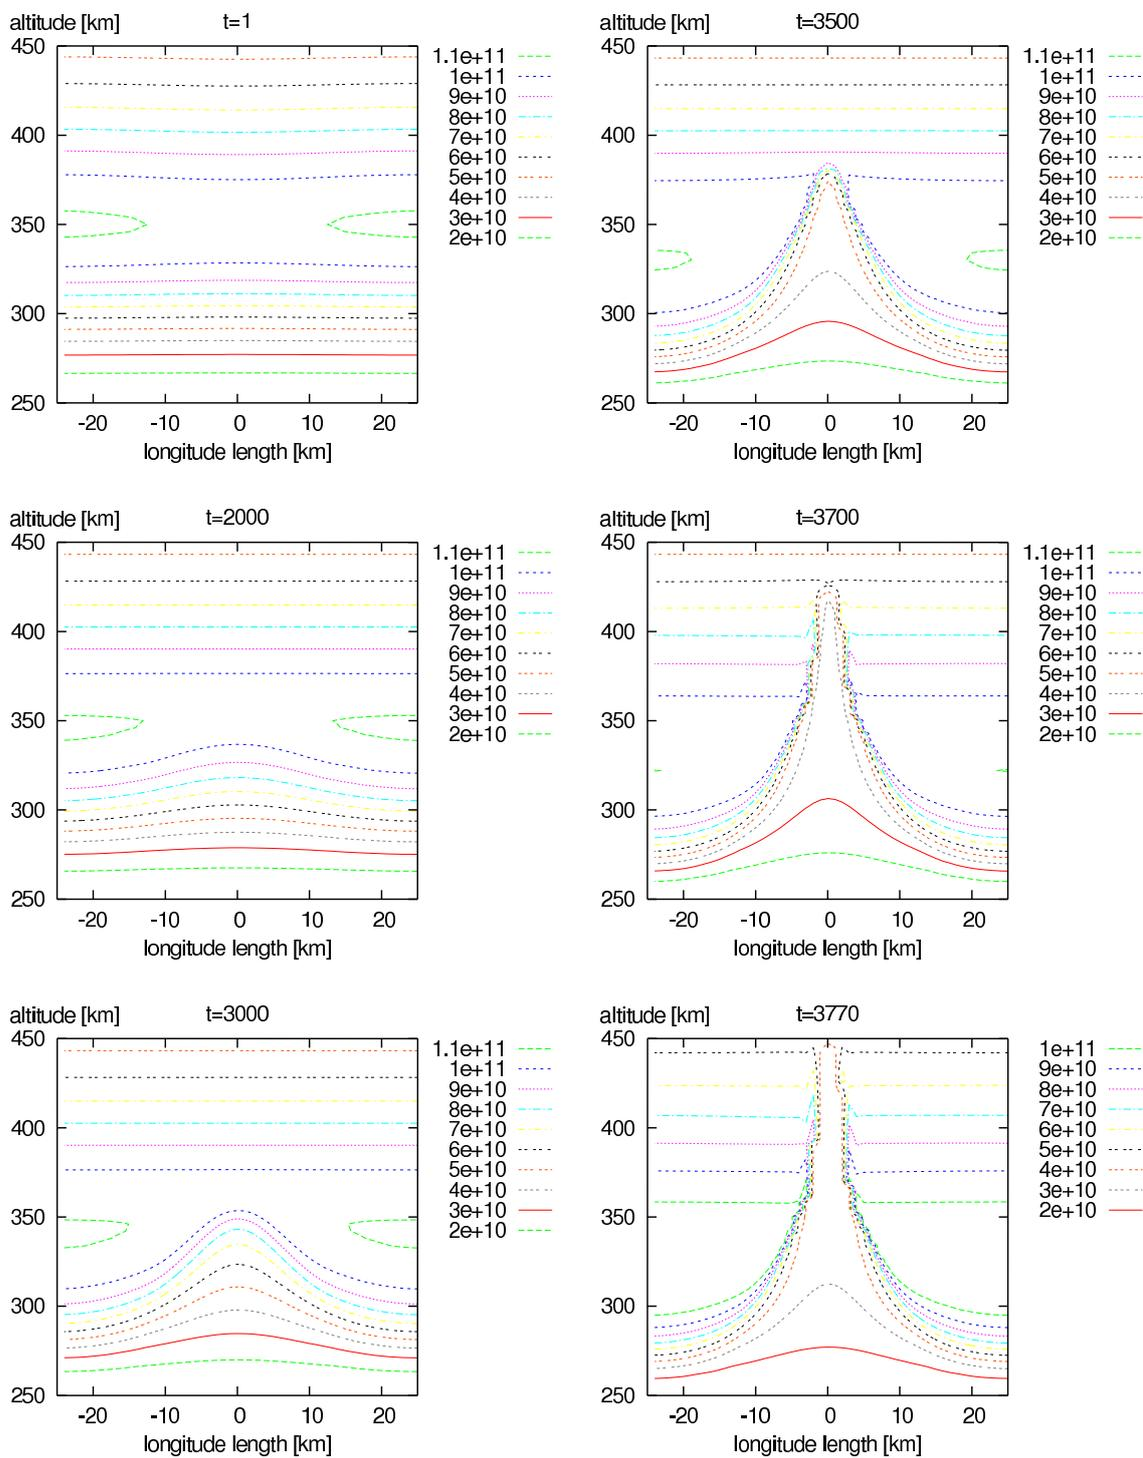 altitude [km] t=1
450
400
350
300
250
-20 -10 0 10 20
longitude length [km]
1.1e+11
1e+11
9e+10
8e+10
7e+10
6e+10
5e+10
4e+10
3e+10
2e+10
altitude [km] t=3500
450
400
350
300
250
-20 -10 0 10 20
longitude length [km]
1.1e+11
1e+11
9e+10
8e+10
7e+10
6e+10
5e+10
4e+10
3e+10
2e+10
altitude [km] t=2000
450
400
350
300
250
-20 -10 0 10 20
longitude length [km]
1.1e+11
1e+11
9e+10
8e+10
7e+10
6e+10
5e+10
4e+10
3e+10
2e+10
altitude [km] t=3700
450
400
350
300
250
-20 -10 0 10 20
longitude length [km]
1.1e+11
1e+11
9e+10
8e+10
7e+10
6e+10
5e+10
4e+10
3e+10
2e+10
altitude [km] t=3000
450
400
350
300
250
-20 -10 0 10 20
longitude length [km]
1.1e+11
1e+11
9e+10
8e+10
7e+10
6e+10
5e+10
4e+10
3e+10
2e+10
altitude [km] t=3770
450
400
350
300
250
-20 -10 0 10 20
longitude length [km]
1e+11
9e+10
8e+10
7e+10
6e+10
5e+10
4e+10
3e+10
2e+10